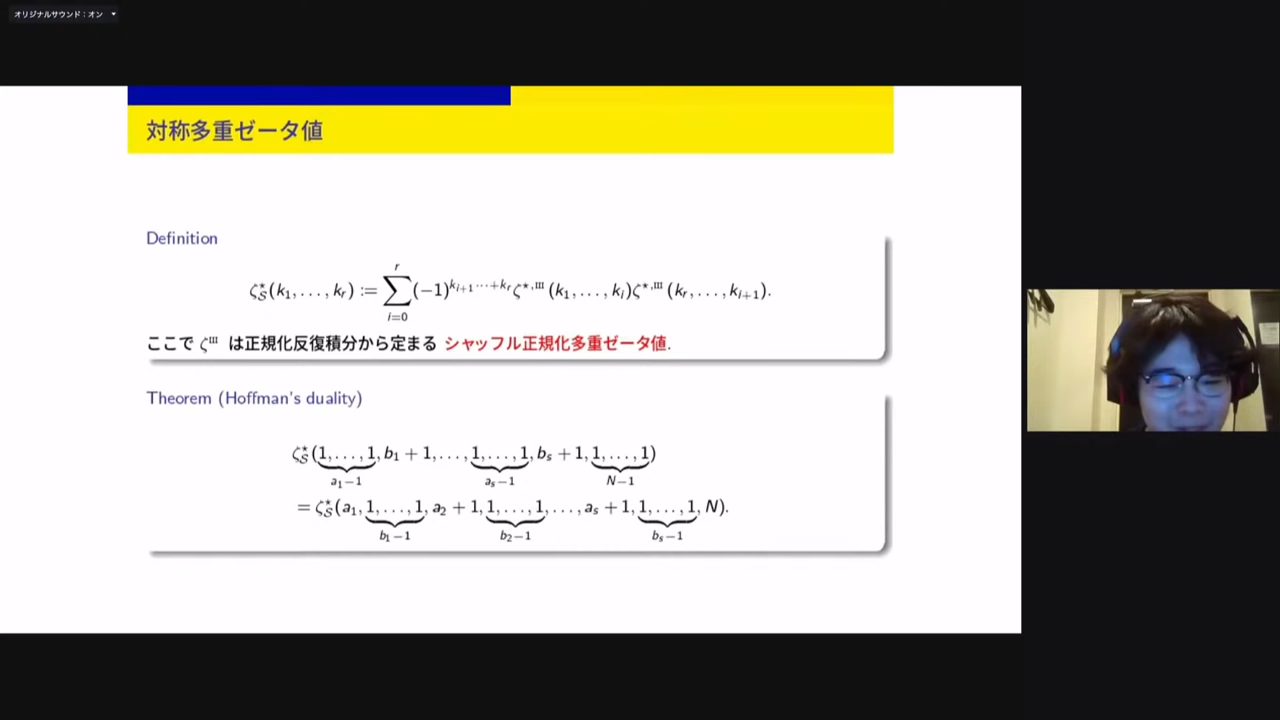 オリジナルサウンド：オン
対称多重ゼータ値
Definition
ζ^⋆_𝒮(k_1, . . . , k_r) := ∑_{i=0}^{r} (−1)^{k_{i+1}···+k_r} ζ^{⋆,ш}(k_1, . . . , k_i)ζ^{⋆,ш}(k_r, . . . , k_{i+1}).
ここで ζ^ш は正規化反復積分から定まる シャッフル正規化多重ゼータ値.
Theorem (Hoffman's duality)
ζ^⋆_𝒮(1, . . . , 1, b_1 + 1, . . . , 1, . . . , 1, b_s + 1, 1, . . . , 1)
a_1−1 a_s−1 N−1
= ζ^⋆_𝒮(a_1, 1, . . . , 1, a_2 + 1, 1, . . . , 1, . . . , a_s + 1, 1, . . . , 1, N).
b_1−1 b_2−1 b_s−1